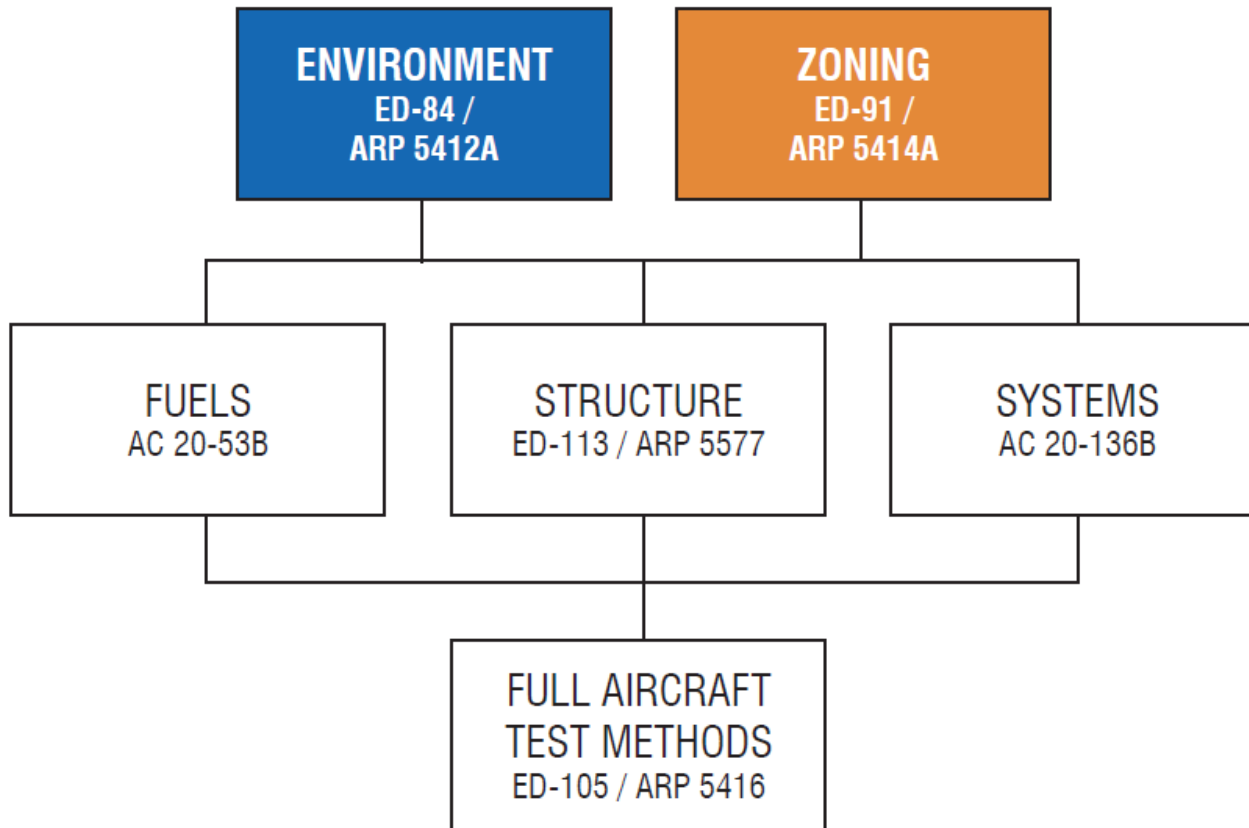 ENVIRONMENT
ED-84 /
ARP 5412A
ZONING
ED-91 /
ARP 5414A
FUELS
AC 20-53B
STRUCTURE
ED-113 / ARP 5577
SYSTEMS
AC 20-136B
FULL AIRCRAFT
TEST METHODS
ED-105 / ARP 5416